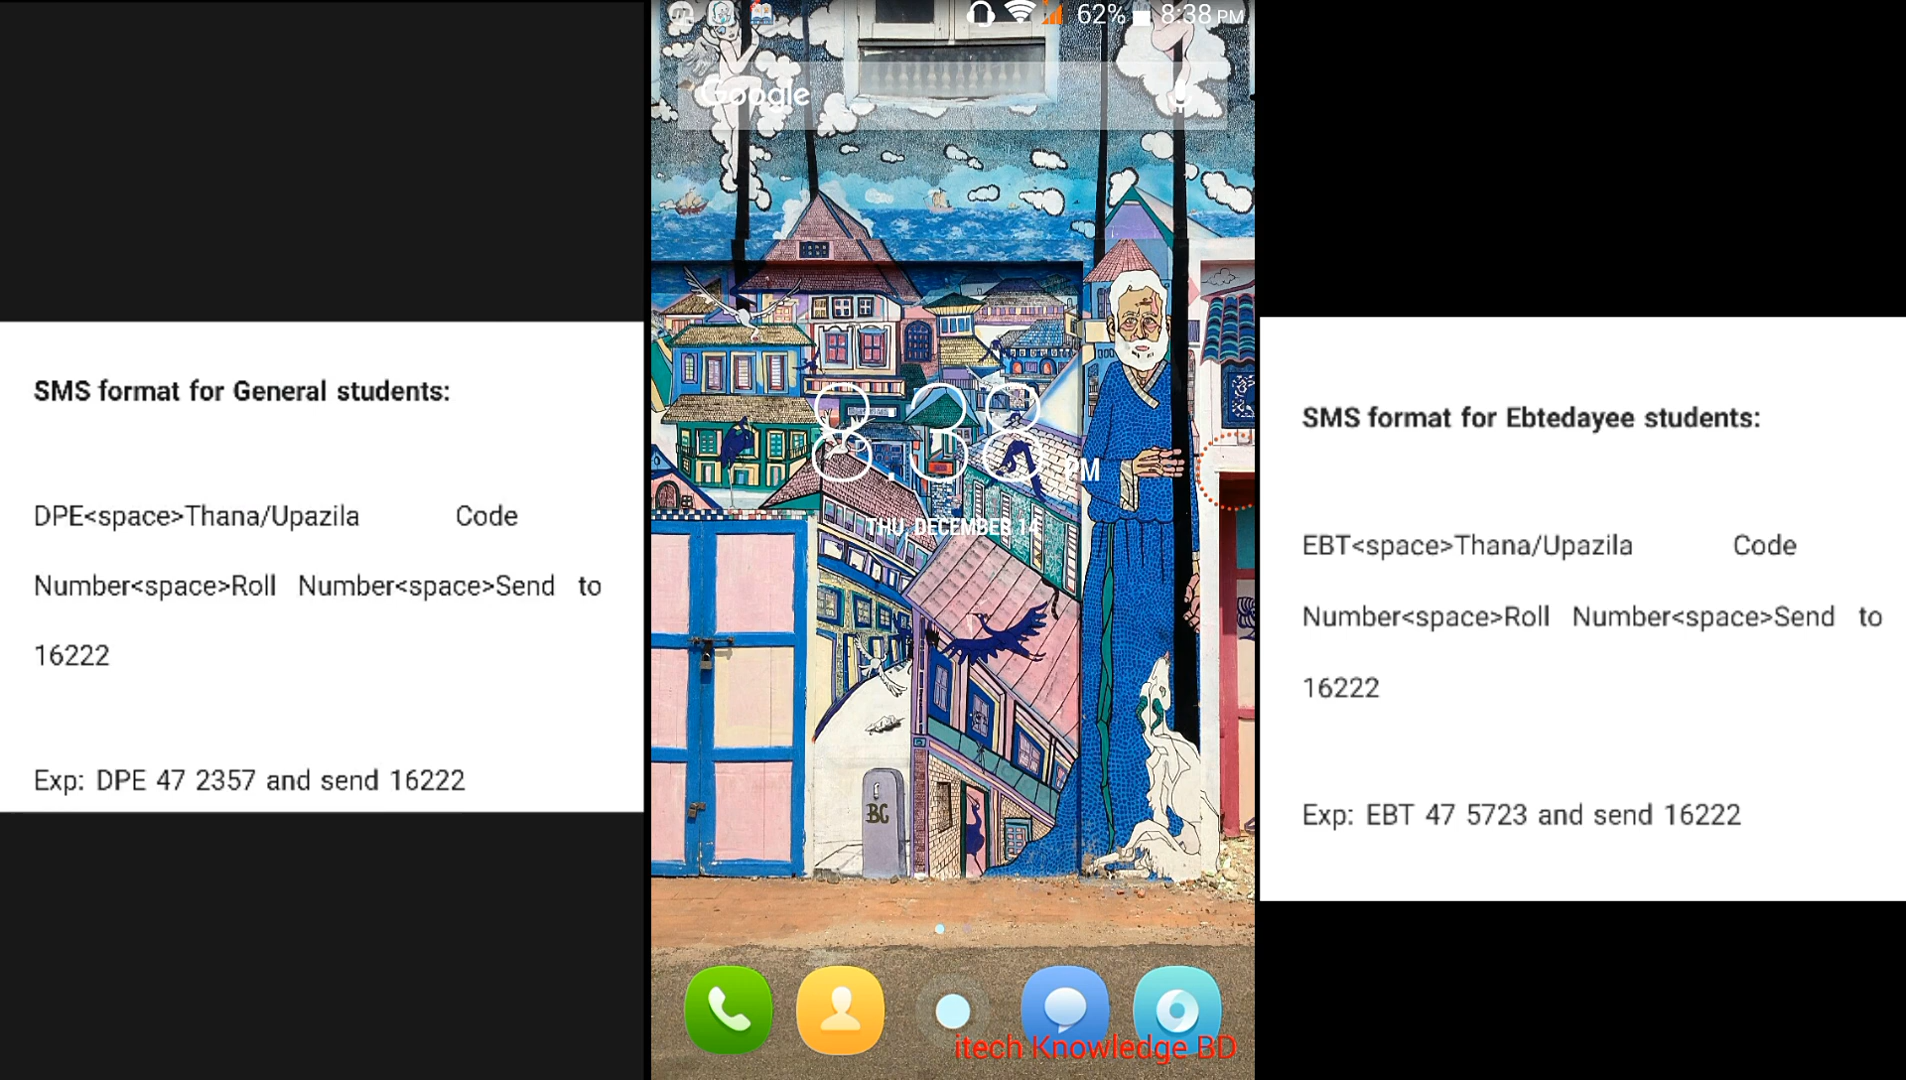 SMS format for General students:
DPE<space>Thana/Upazila Code
Number<space>Roll Number<space>Send to
16222
Exp: DPE 47 2357 and send 16222
62% 8:38 PM
Google
8.38 PM
THU, DECEMBER 14
BC
itech Knowledge BD
SMS format for Ebtedayee students:
EBT<space>Thana/Upazila Code
Number<space>Roll Number<space>Send to
16222
Exp: EBT 47 5723 and send 16222